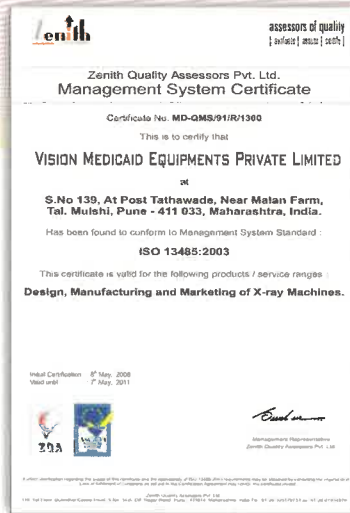 Zenith
assessors of quality
Zenith Quality Assessors Pvt. Ltd.
Management System Certificate
Certificate No. MD-QMS/91/R/1300
This is to certify that
VISION MEDICAID EQUIPMENTS PRIVATE LIMITED
at
S.No 139, At Post Tathawade, Near Malan Farm,
Tal. Mulshi, Pune - 411 033, Maharashtra, India.
Has been found to conform to Management System Standard :
ISO 13485:2003
This certificate is valid for the following products / service ranges :
Design, Manufacturing and Marketing of X-ray Machines.
Initial Certification 8th May, 2008
Valid until 7th May, 2011
ZQA
Management Representative
Zenith Quality Assessors Pvt. Ltd.